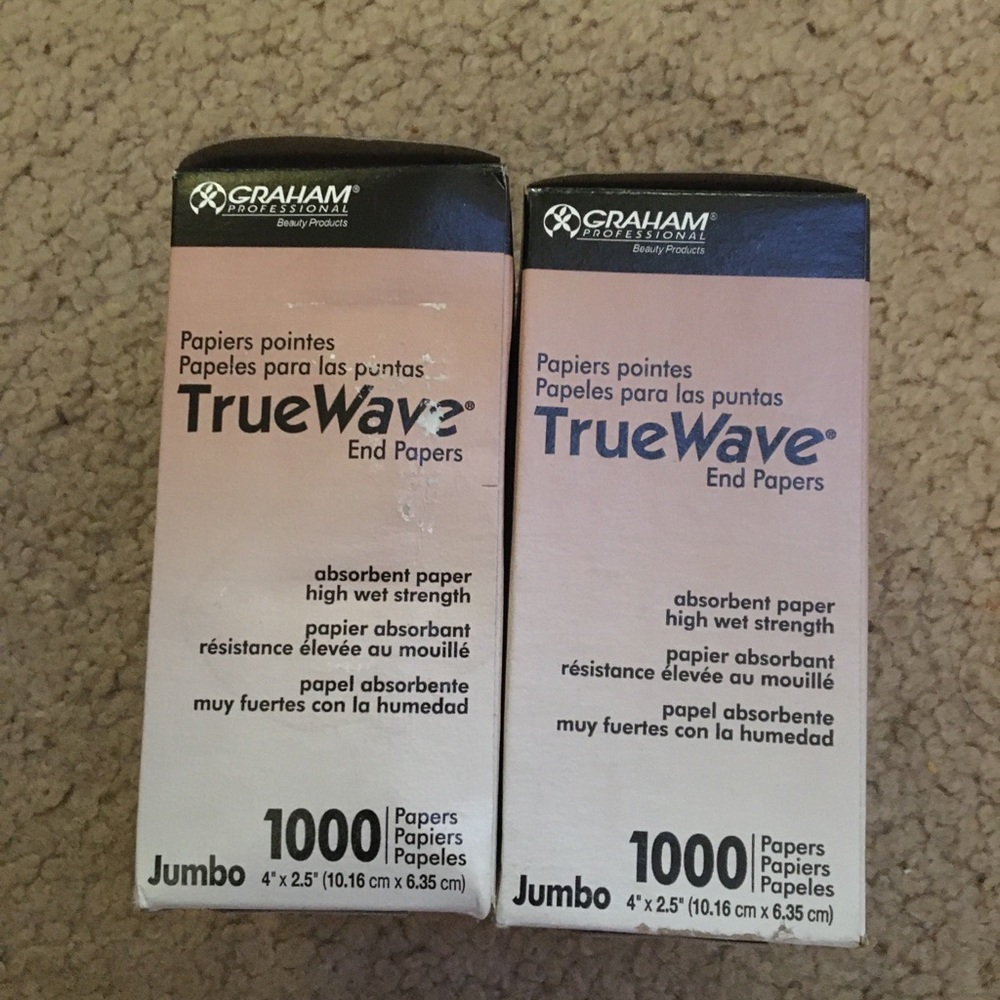 GRAHAM®
PROFESSIONAL
Beauty Products
Papiers pointes
Papeles para las puntas
TrueWave®
End Papers
absorbent paper
high wet strength
papier absorbant
résistance élevée au mouillé
papel absorbente
muy fuertes con la humedad
1000
Papers
Papiers
Papeles
Jumbo
4" x 2.5" (10.16 cm x 6.35 cm)
GRAHAM®
PROFESSIONAL
Beauty Products
Papiers pointes
Papeles para las puntas
TrueWave®
End Papers
absorbent paper
high wet strength
papier absorbant
résistance élevée au mouillé
papel absorbente
muy fuertes con la humedad
1000
Papers
Papiers
Papeles
Jumbo
4" x 2.5" (10.16 cm x 6.35 cm)